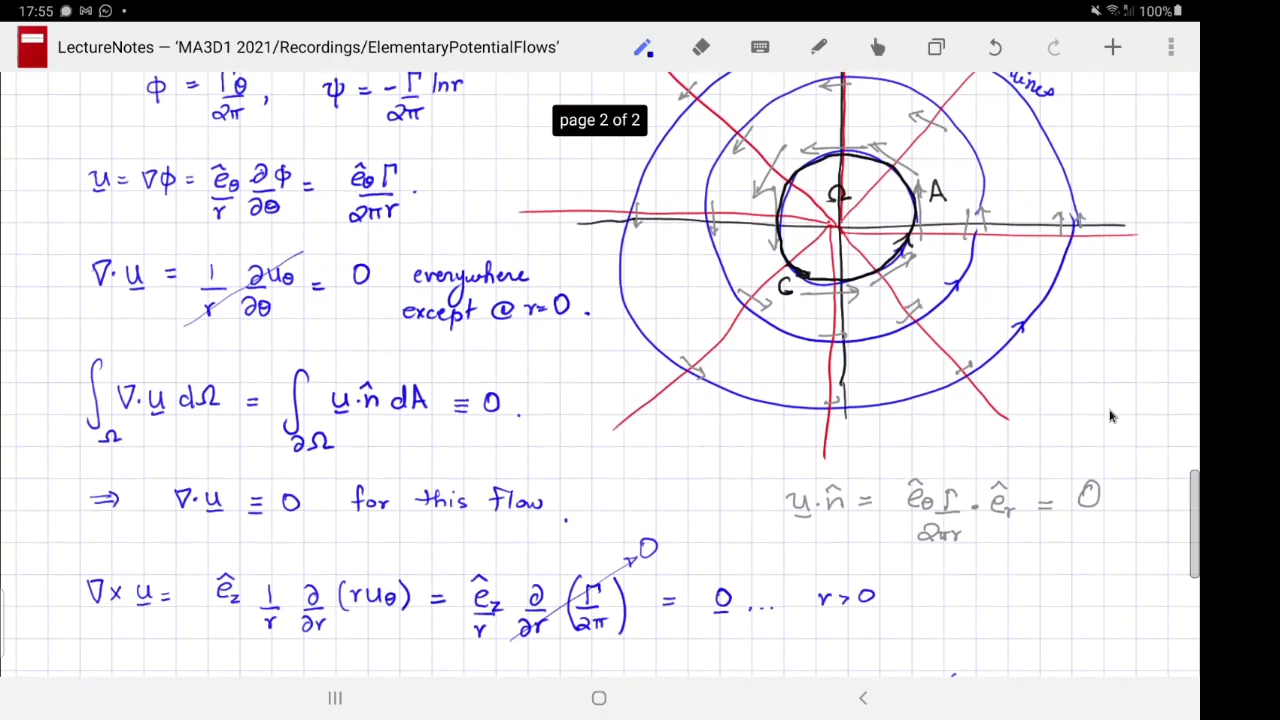 17:55
100%
LectureNotes — ‘MA3D1 2021/Recordings/ElementaryPotentialFlows’
page 2 of 2
ϕ = Γθ/2π, ψ = -Γ/2π lnr
lines
u = ∇ϕ = ê_θ/r ∂ϕ/∂θ = ê_θ Γ/2πr .
Ω
A
C
∇·u = 1/r ∂u_θ/∂θ = 0 everywhere
except @ r=0 .
∫_Ω ∇·u dΩ = ∫_∂Ω u·n̂ dA ≡ 0 .
⇒ ∇·u ≡ 0 for this flow .
u·n̂ = ê_θ Γ/2πr · ê_r = 0
∇×u = ê_z 1/r ∂/∂r (ru_θ) = ê_z/r ∂/∂r (Γ/2π) → 0 = 0 ... r>0